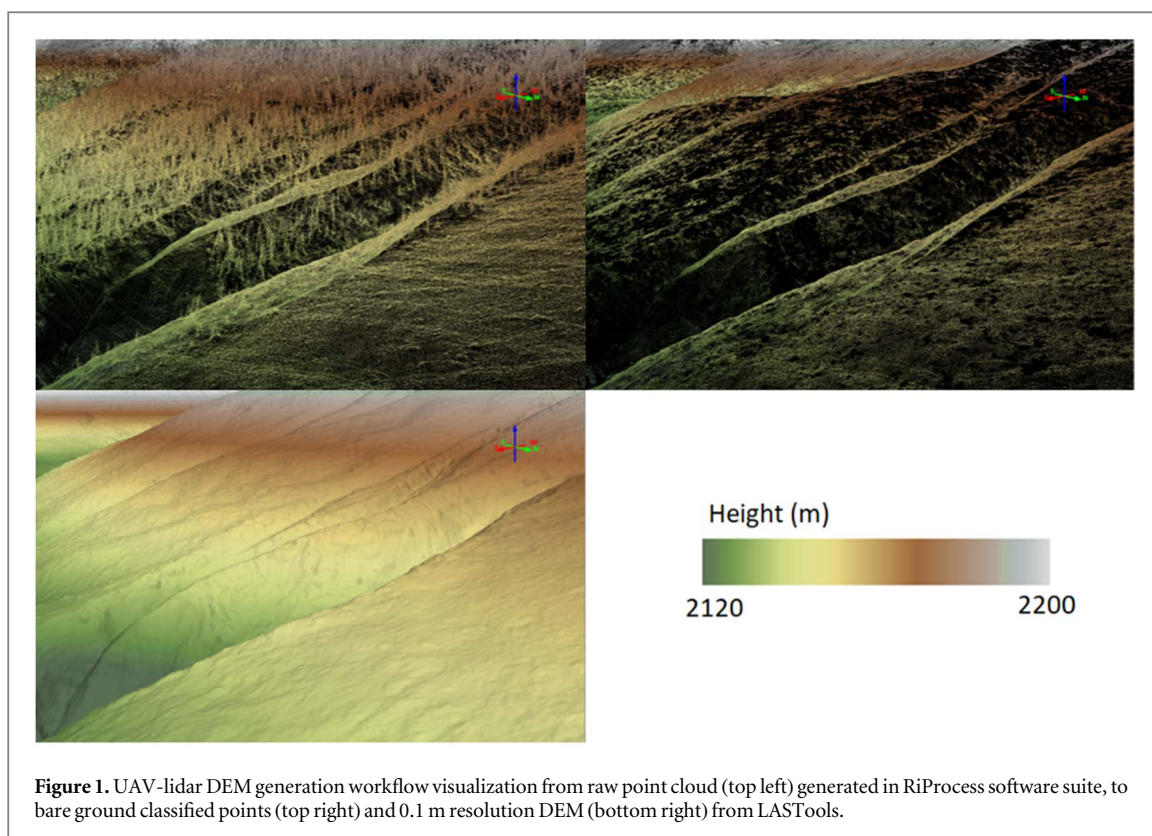 Height (m)
2120
2200
Figure 1. UAV-lidar DEM generation workflow visualization from raw point cloud (top left) generated in RiProcess software suite, to
bare ground classified points (top right) and 0.1 m resolution DEM (bottom right) from LASTools.